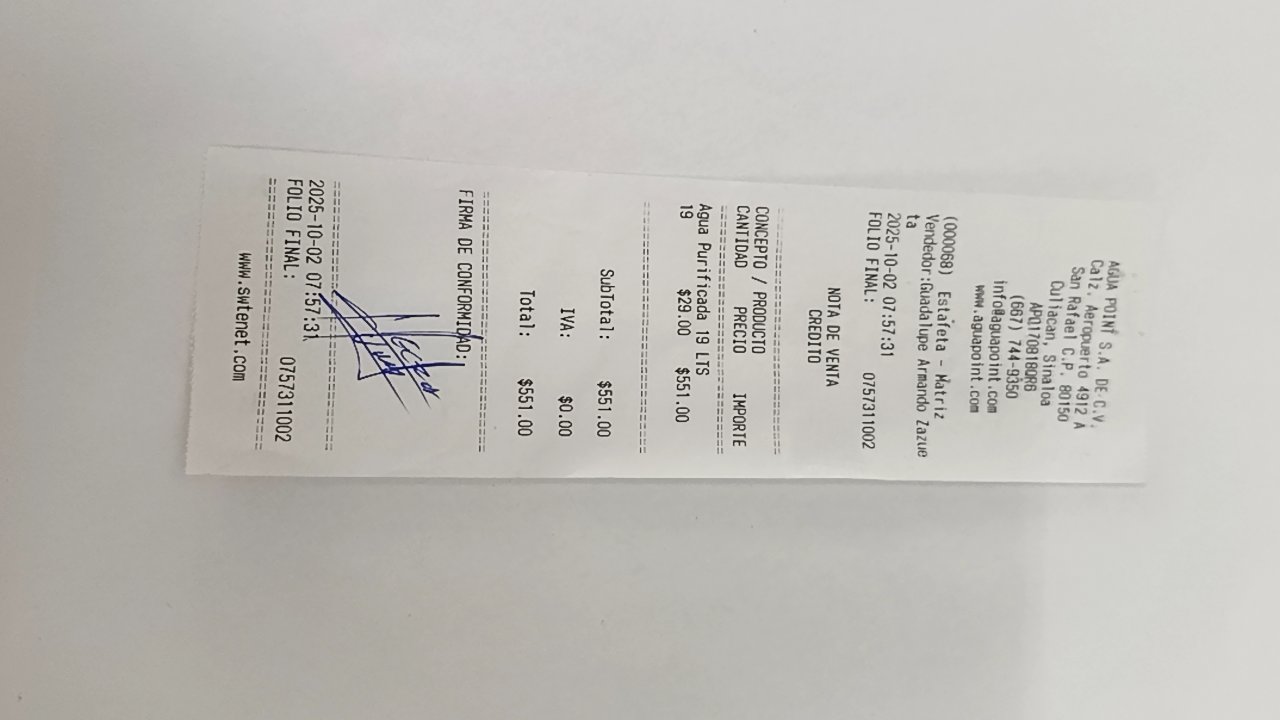 AGUA POINT S.A. DE C.V.
Calz. Aeropuerto 4912 A
San Rafael C.P. 80150
Culiacan, Sinaloa
APO170818QR8
(667) 744-9350
info@aguapoint.com
www.aguapoint.com
(000068) Estafeta - Matriz
Vendedor:Guadalupe Armando Zazue
ta
2025-10-02 07:57:31
FOLIO FINAL: 0757311002
NOTA DE VENTA
CREDITO
CONCEPTO / PRODUCTO
CANTIDAD PRECIO IMPORTE
Agua Purificada 19 LTS
19 $29.00 $551.00
SubTotal: $551.00
IVA: $0.00
Total: $551.00
FIRMA DE CONFORMIDAD:
2025-10-02 07:57:31
FOLIO FINAL: 0757311002
www.swtenet.com